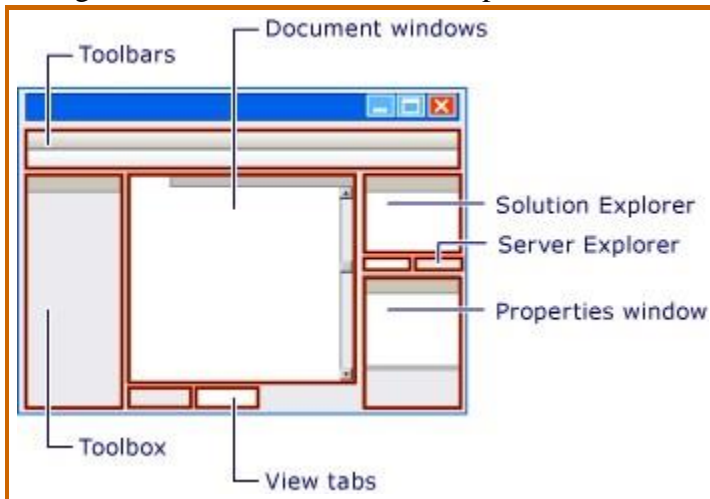 Document windows
Toolbars
Solution Explorer
Server Explorer
Properties window
Toolbox
View tabs